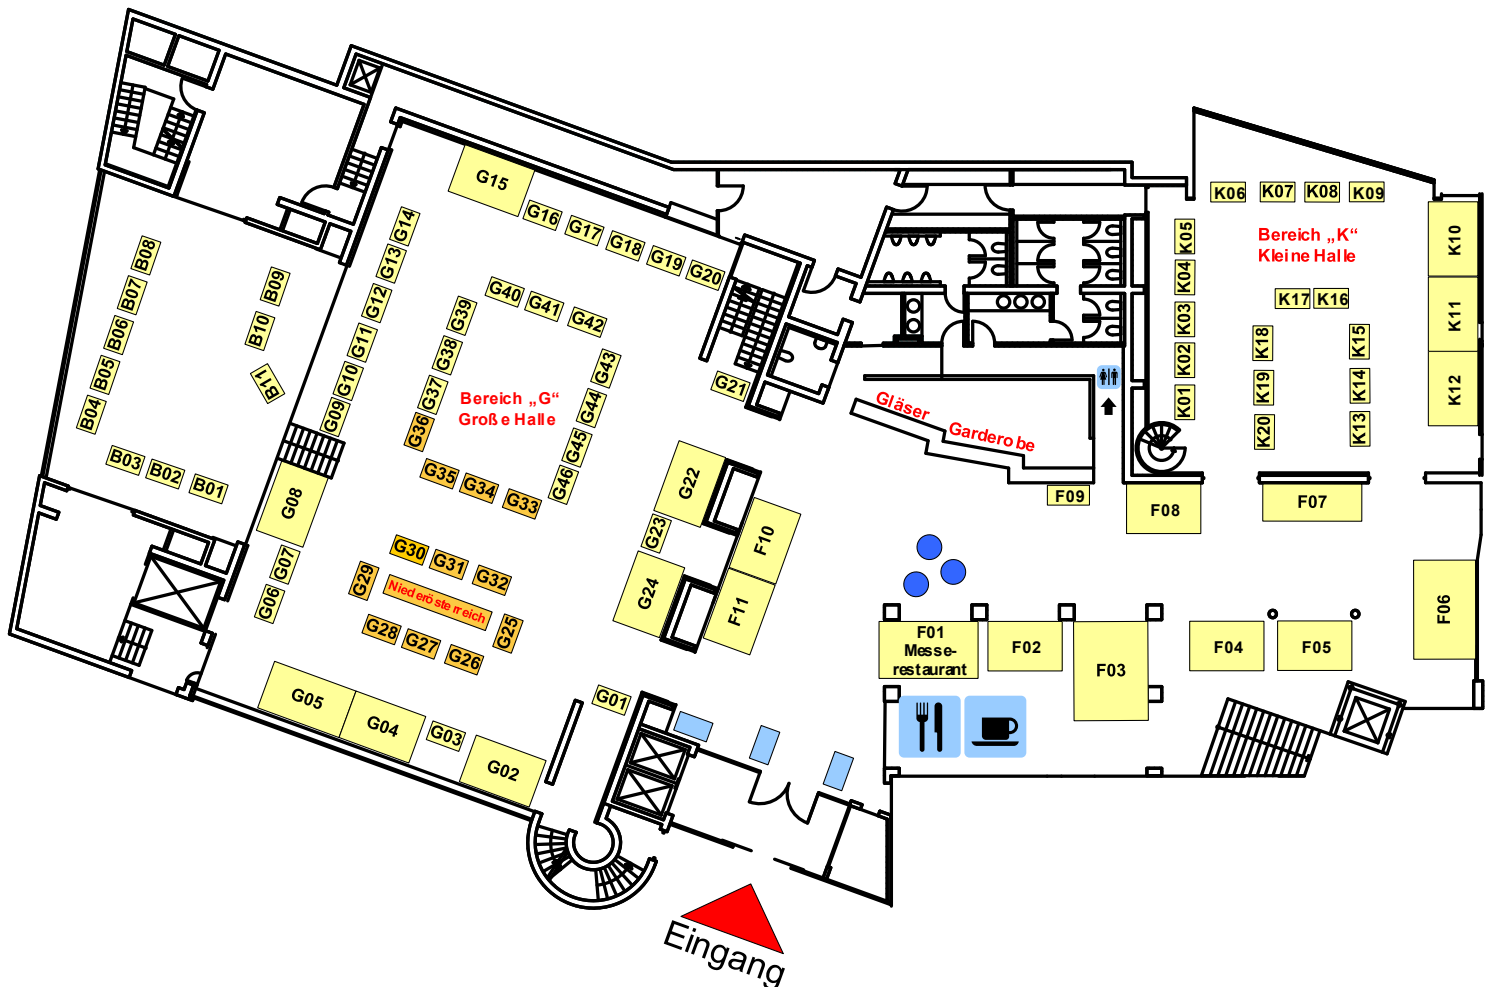 G15
G16
G17
G18
G19
G20
G14
G13
G12
G11
G10
G09
B08
B07
B06
B05
B04
B03
B02
B01
B09
B10
B11
G40
G41
G42
G39
G38
G37
G36
G35
G34
G33
G43
G44
G45
G46
Bereich „G“
Große Halle
G21
G22
G23
G24
F10
F11
G08
G07
G06
G30
G31
G32
G29
Niederösterreich
G28
G27
G26
G25
G05
G04
G03
G02
G01
Gläser
Garderobe
K06
K07
K08
K09
K05
K04
K03
K02
K01
Bereich „K“
Kleine Halle
K10
K11
K12
K17
K16
K18
K19
K20
K15
K14
K13
F09
F08
F07
F06
F01
Messe-
restaurant
F02
F03
F04
F05
Eingang